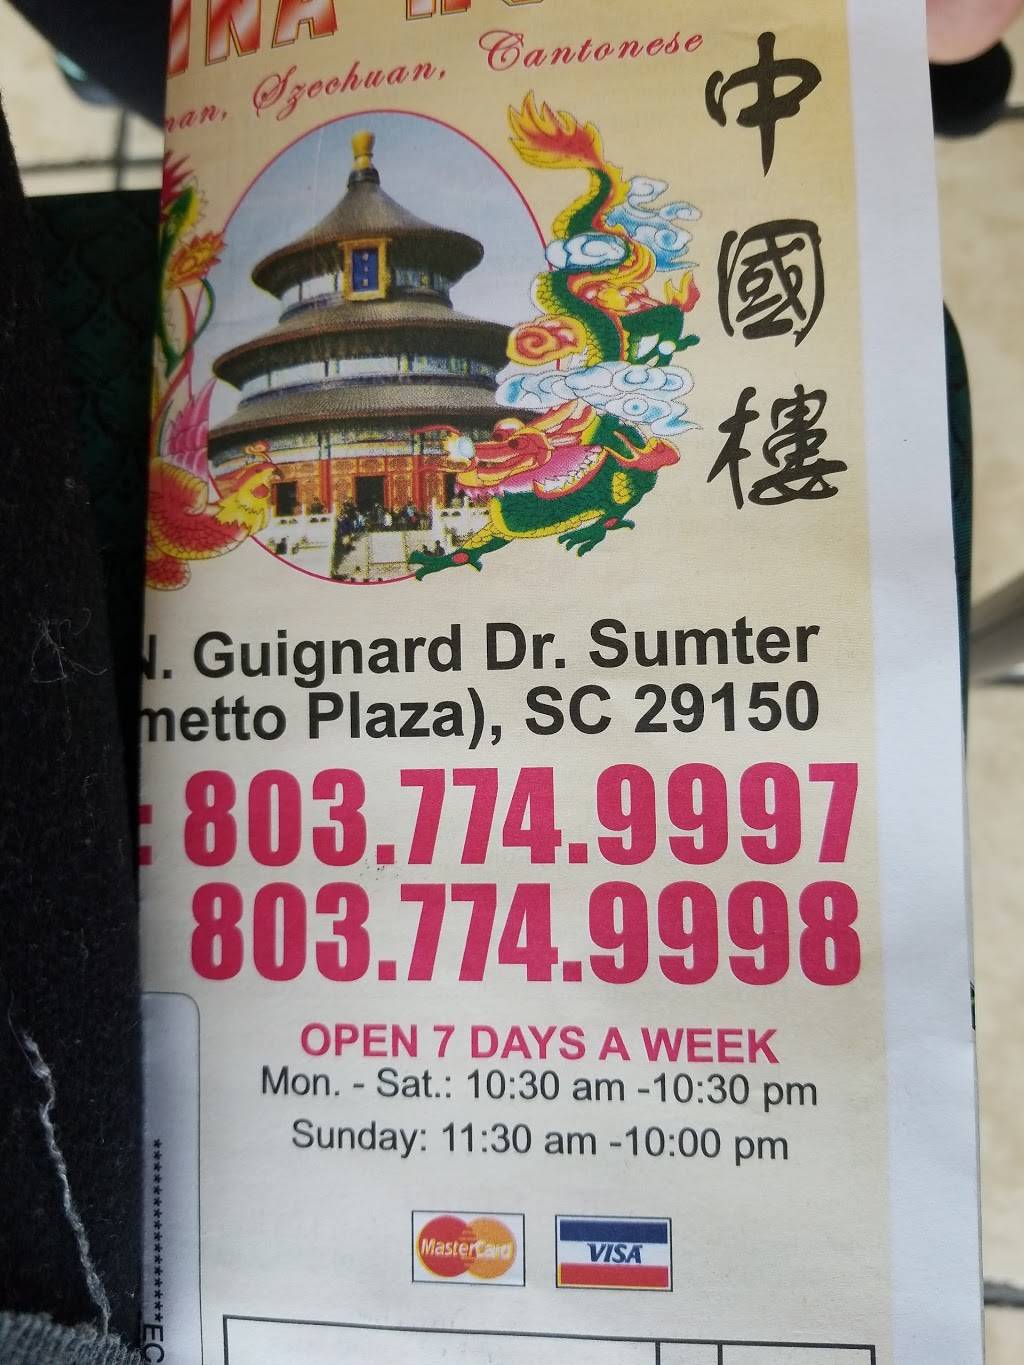 Szechuan, Cantonese
中國樓
N. Guignard Dr. Sumter
Plaza), SC 29150
: 803.774.9997
803.774.9998
OPEN 7 DAYS A WEEK
Mon. - Sat.: 10:30 am -10:30 pm
Sunday: 11:30 am -10:00 pm
MasterCard
VISA